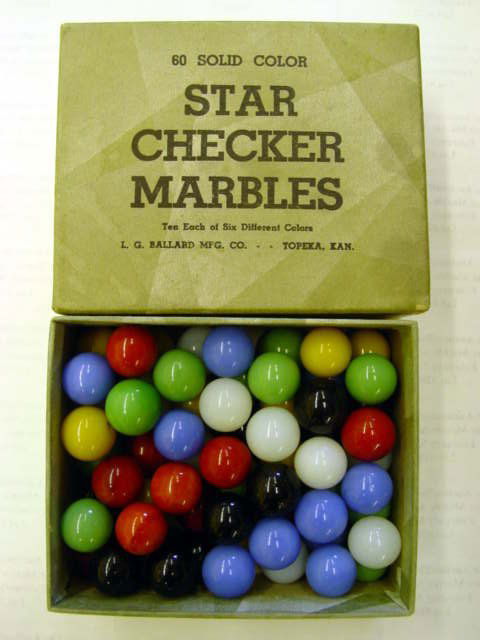 60 SOLID COLOR
STAR
CHECKER
MARBLES
Ten Each of Six Different Colors
L. G. BALLARD MFG. CO. - - TOPEKA, KAN.